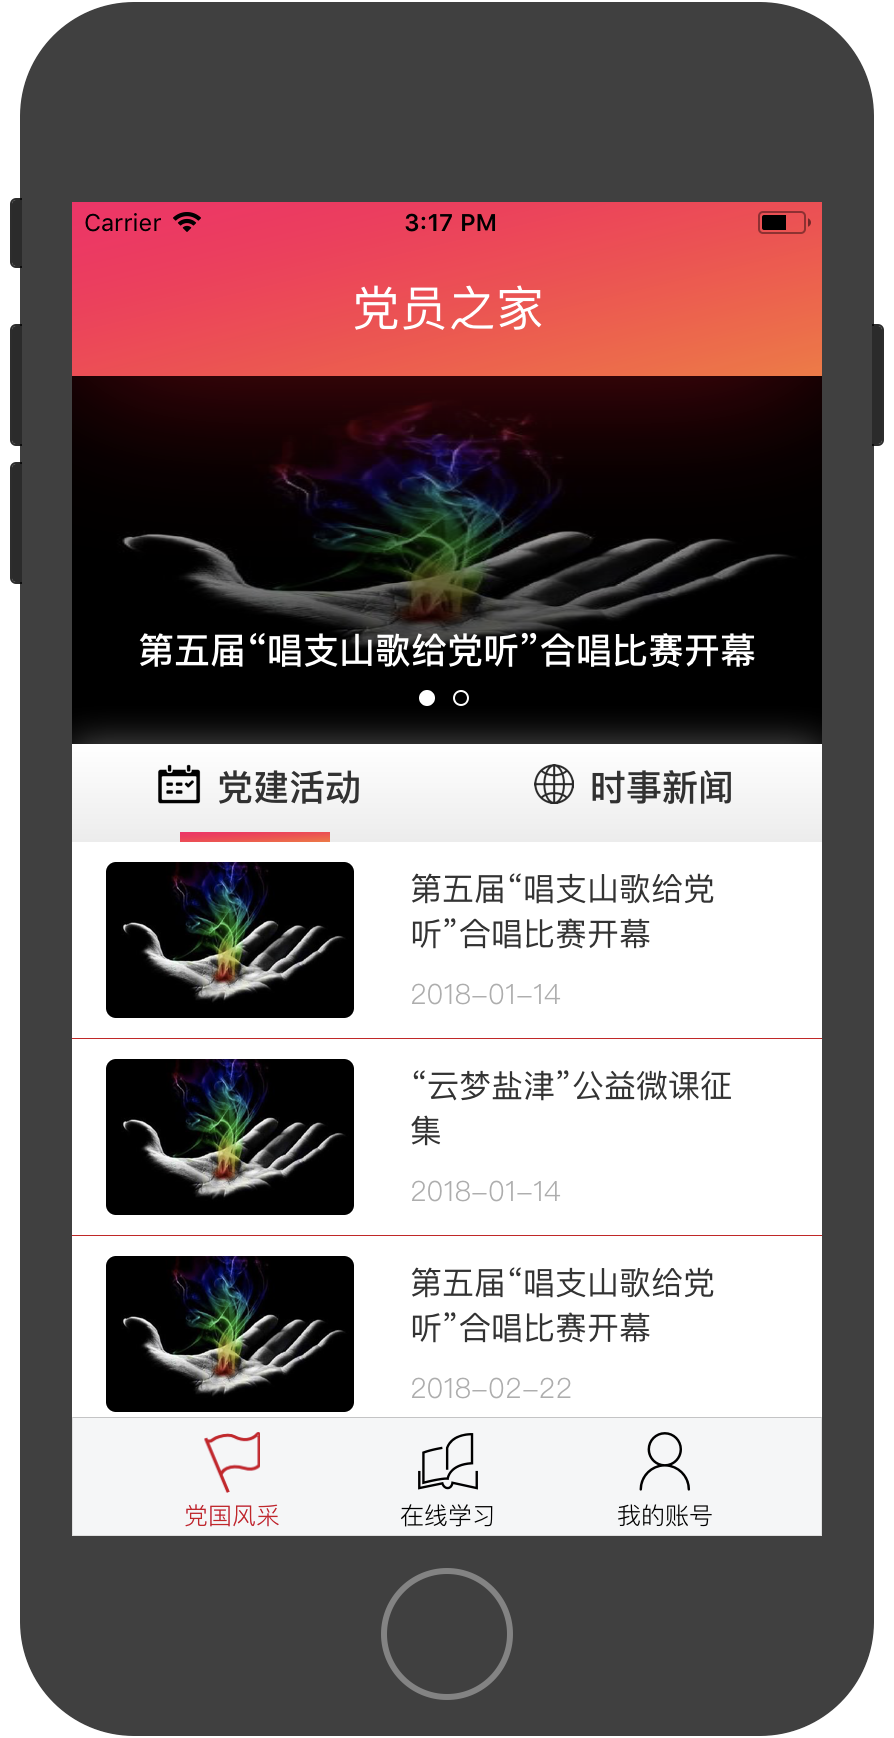 Carrier 3:17 PM
党员之家
第五届“唱支山歌给党听”合唱比赛开幕
党建活动 时事新闻
第五届“唱支山歌给党
听”合唱比赛开幕
2018-01-14
“云梦盐津”公益微课征
集
2018-01-14
第五届“唱支山歌给党
听”合唱比赛开幕
2018-02-22
党国风采 在线学习 我的账号